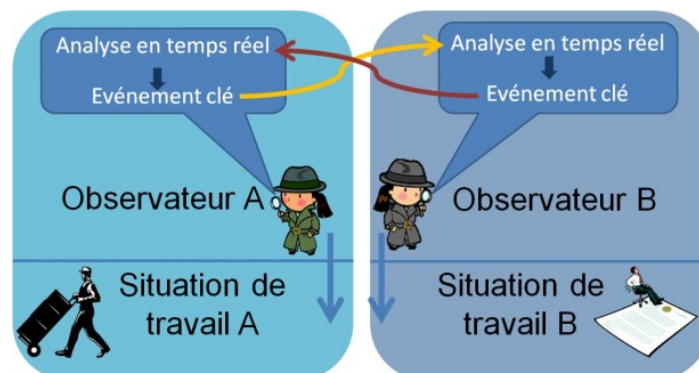 Analyse en temps réel
Evénement clé
Observateur A
Situation de
travail A
Analyse en temps réel
Evénement clé
Observateur B
Situation de
travail B